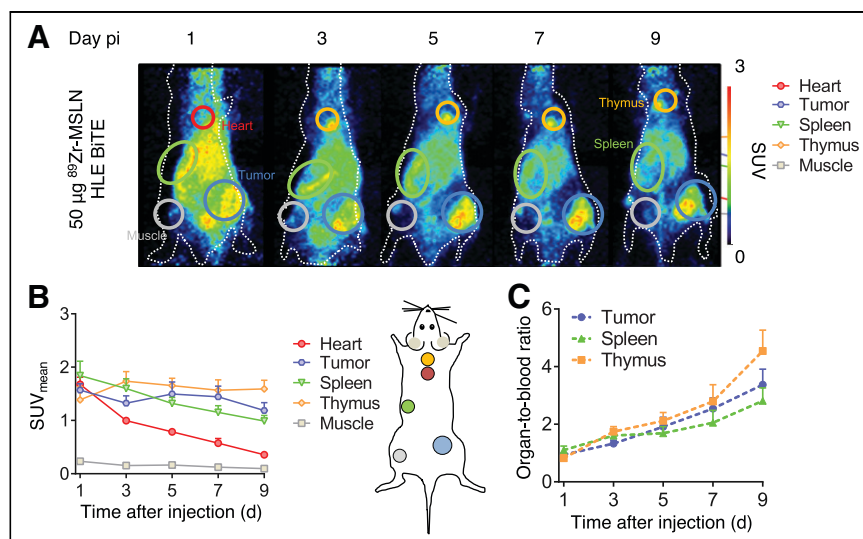 A
Day pi 1 3 5 7 9
50 µg ⁸⁹Zr-MSLN
HLE BiTE
Heart
Tumor
Muscle
Thymus
Spleen
3
SUV
0
Heart
Tumor
Spleen
Thymus
Muscle
B
3
2
1
0
SUVmean
1 3 5 7 9
Time after injection (d)
Heart
Tumor
Spleen
Thymus
Muscle
C
6
4
2
0
Organ-to-blood ratio
1 3 5 7 9
Time after injection (d)
Tumor
Spleen
Thymus